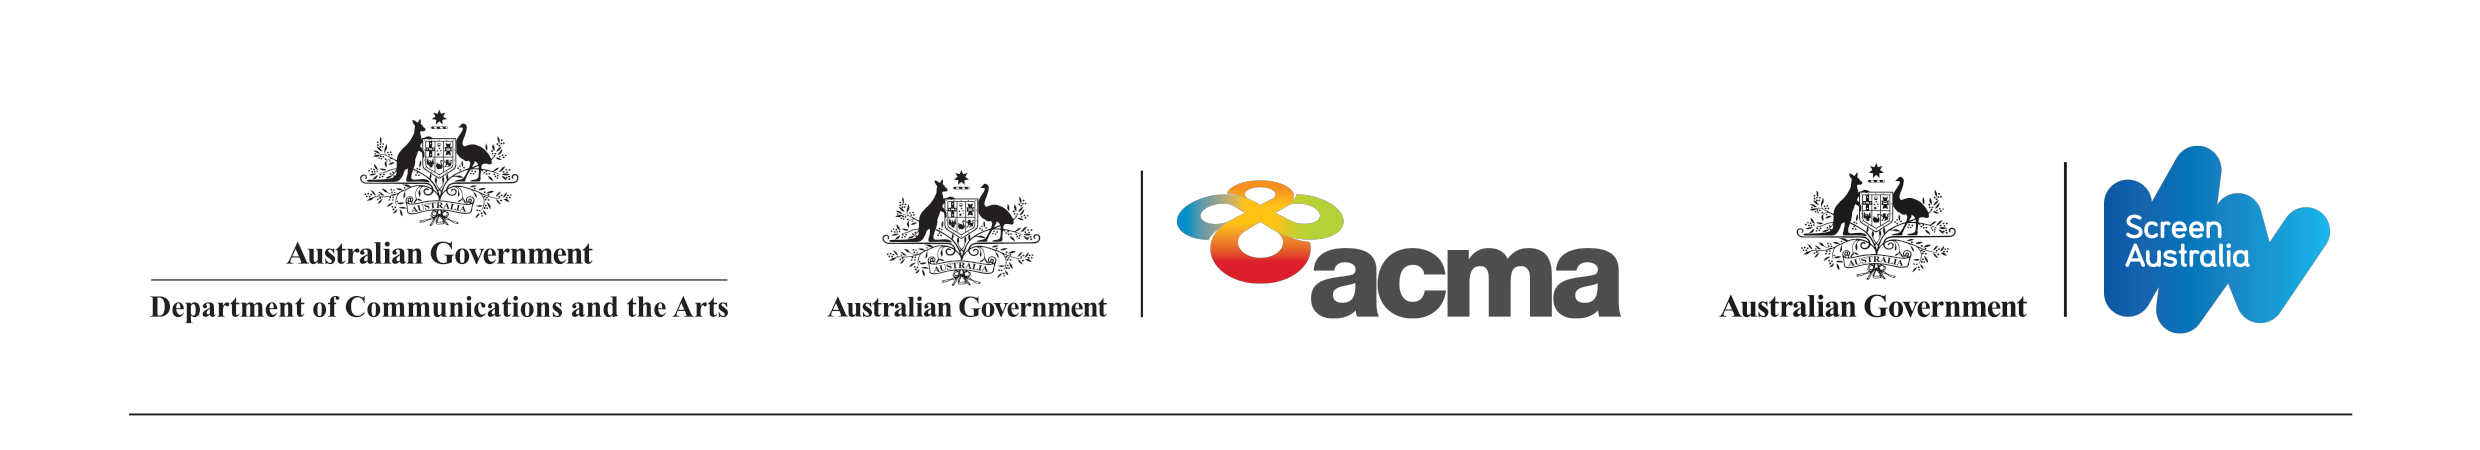 AUSTRALIA
Australian Government
Department of Communications and the Arts
AUSTRALIA
Australian Government
acma
AUSTRALIA
Australian Government
Screen
Australia